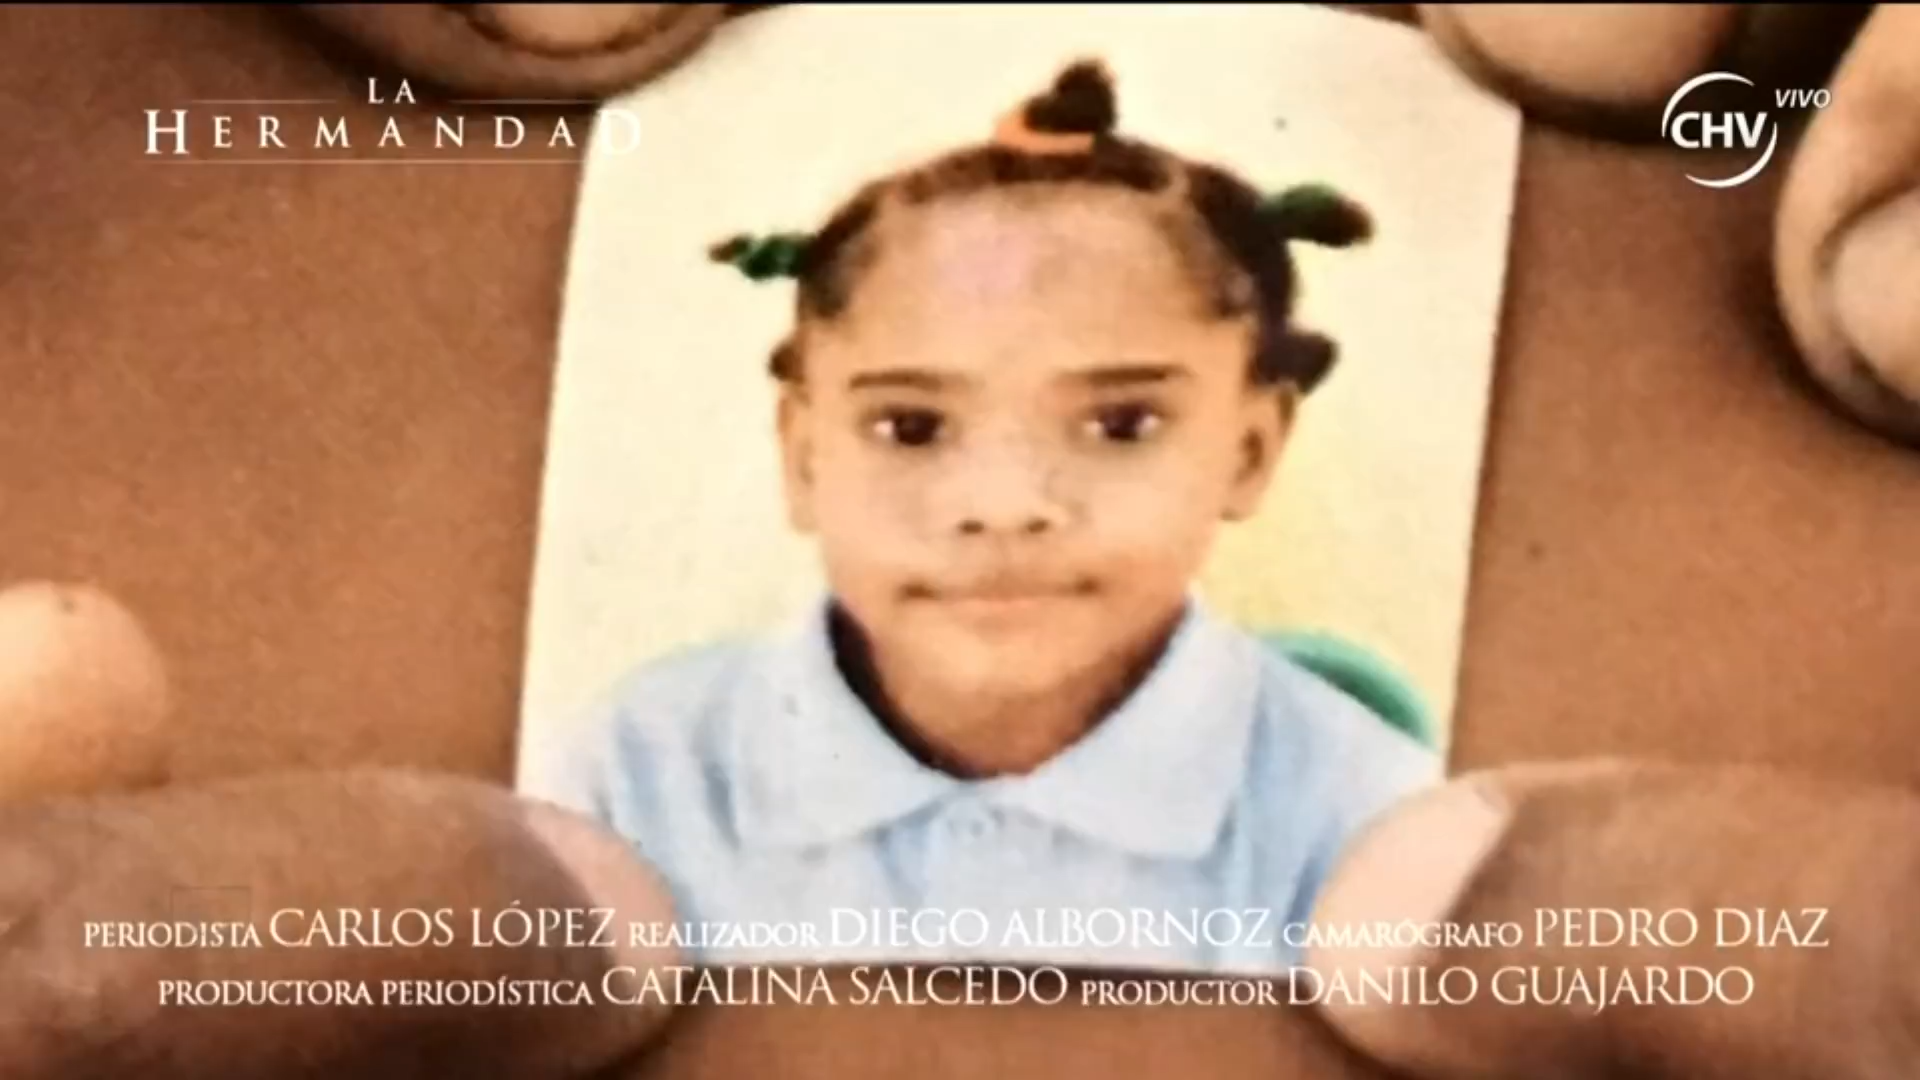 LA
HERMANDAD
CHV VIVO
PERIODISTA CARLOS LÓPEZ REALIZADOR DIEGO ALBORNOZ CAMARÓGRAFO PEDRO DIAZ
PRODUCTORA PERIODÍSTICA CATALINA SALCEDO PRODUCTOR DANILO GUAJARDO